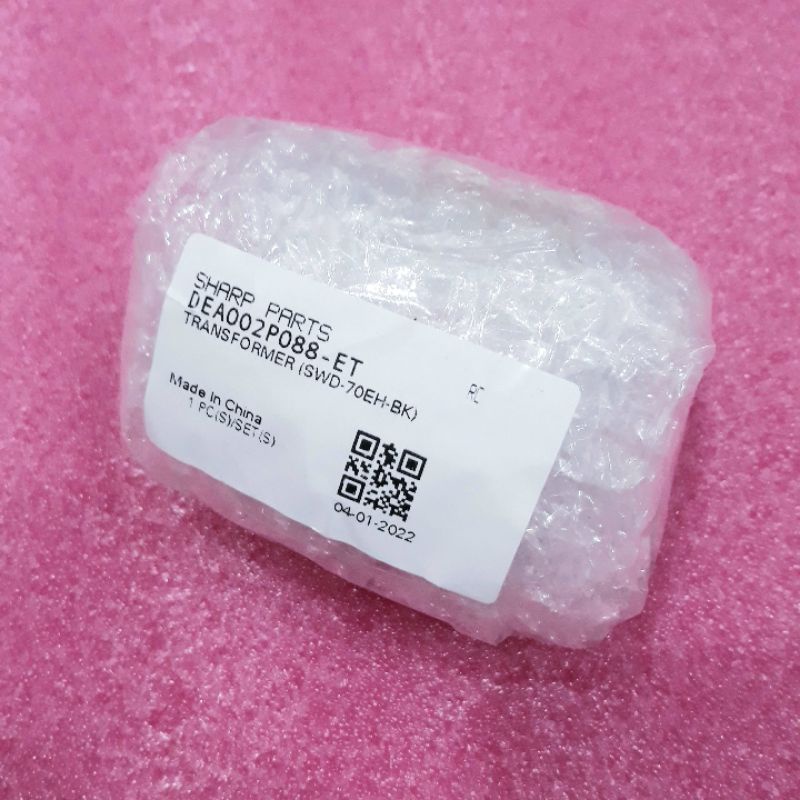 SHARP PARTS
DEA002P088-ET
TRANSFORMER (SWD-70EH-BK)
RC
Made in China
1 PC(S)/SET(S)
04-01-2022